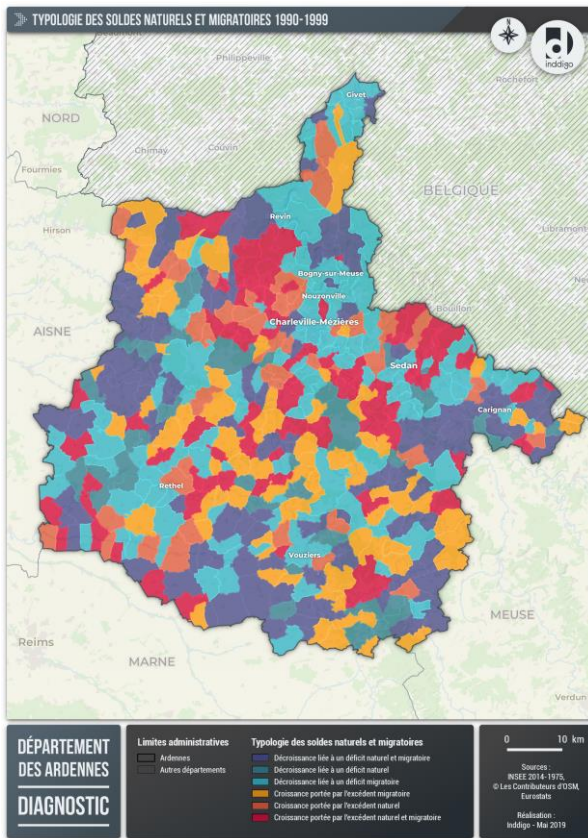 TYPOLOGIE DES SOLDES NATURELS ET MIGRATOIRES 1990-1999
N
inddigo
Philippeville
Rochefort
Givet
NORD
Chimay
Couvin
Fourmies
BELGIQUE
Hirson
Revin
Libramont
Bogny-sur-Meuse
Nouzonville
Bouillon
AISNE
Charleville-Mézières
Sedan
Carignan
Rethel
Vouziers
MEUSE
Reims
MARNE
Verdun
DÉPARTEMENT
DES ARDENNES
DIAGNOSTIC
Limites administratives
Ardennes
Autres départements
Typologie des soldes naturels et migratoires
Décroissance liée à un déficit naturel et migratoire
Décroissance liée à un déficit naturel
Décroissance liée à un déficit migratoire
Croissance portée par l'excédent migratoire
Croissance portée par l'excédent naturel
Croissance portée par l'excédent naturel et migratoire
0 10 km
Sources :
INSEE 2014-1975,
© Les Contributeurs d'OSM,
Eurostats
Réalisation :
Inddigo - Mai 2019